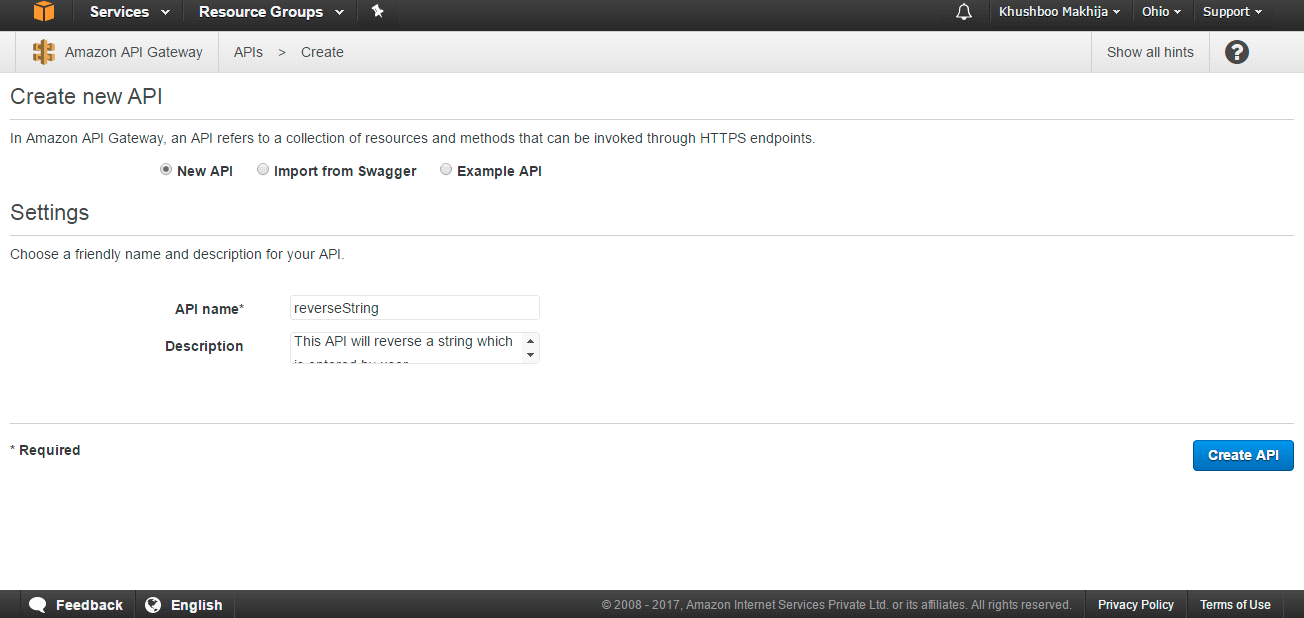 Services Resource Groups Khushboo Makhija Ohio Support
Amazon API Gateway APIs > Create Show all hints ?
Create new API
In Amazon API Gateway, an API refers to a collection of resources and methods that can be invoked through HTTPS endpoints.
New API Import from Swagger Example API
Settings
Choose a friendly name and description for your API.
API name* reverseString
Description This API will reverse a string which
is entered by user
* Required
Create API
Feedback English © 2008 - 2017, Amazon Internet Services Private Ltd. or its affiliates. All rights reserved. Privacy Policy Terms of Use